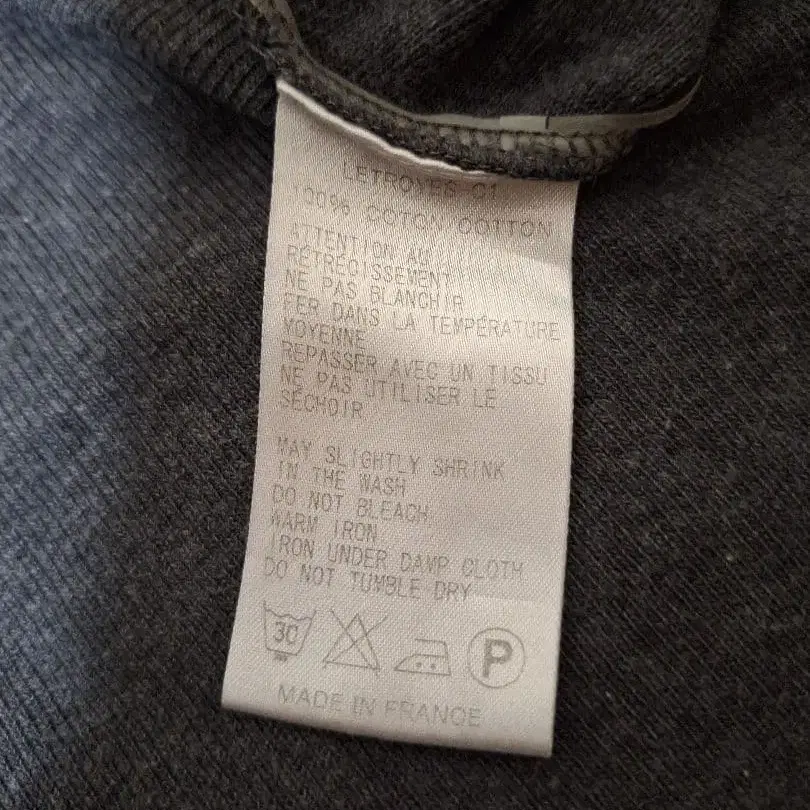 LETROYES C1
100% COTON COTTON
ATTENTION AU
RÉTRÉCISSEMENT
NE PAS BLANCHIR
FER DANS LA TEMPÉRATURE
MOYENNE
REPASSER AVEC UN TISSU
NE PAS UTILISER LE
SÉCHOIR
MAY SLIGHTLY SHRINK
IN THE WASH
DO NOT BLEACH
WARM IRON
IRON UNDER DAMP CLOTH
DO NOT TUMBLE DRY
30 P
MADE IN FRANCE